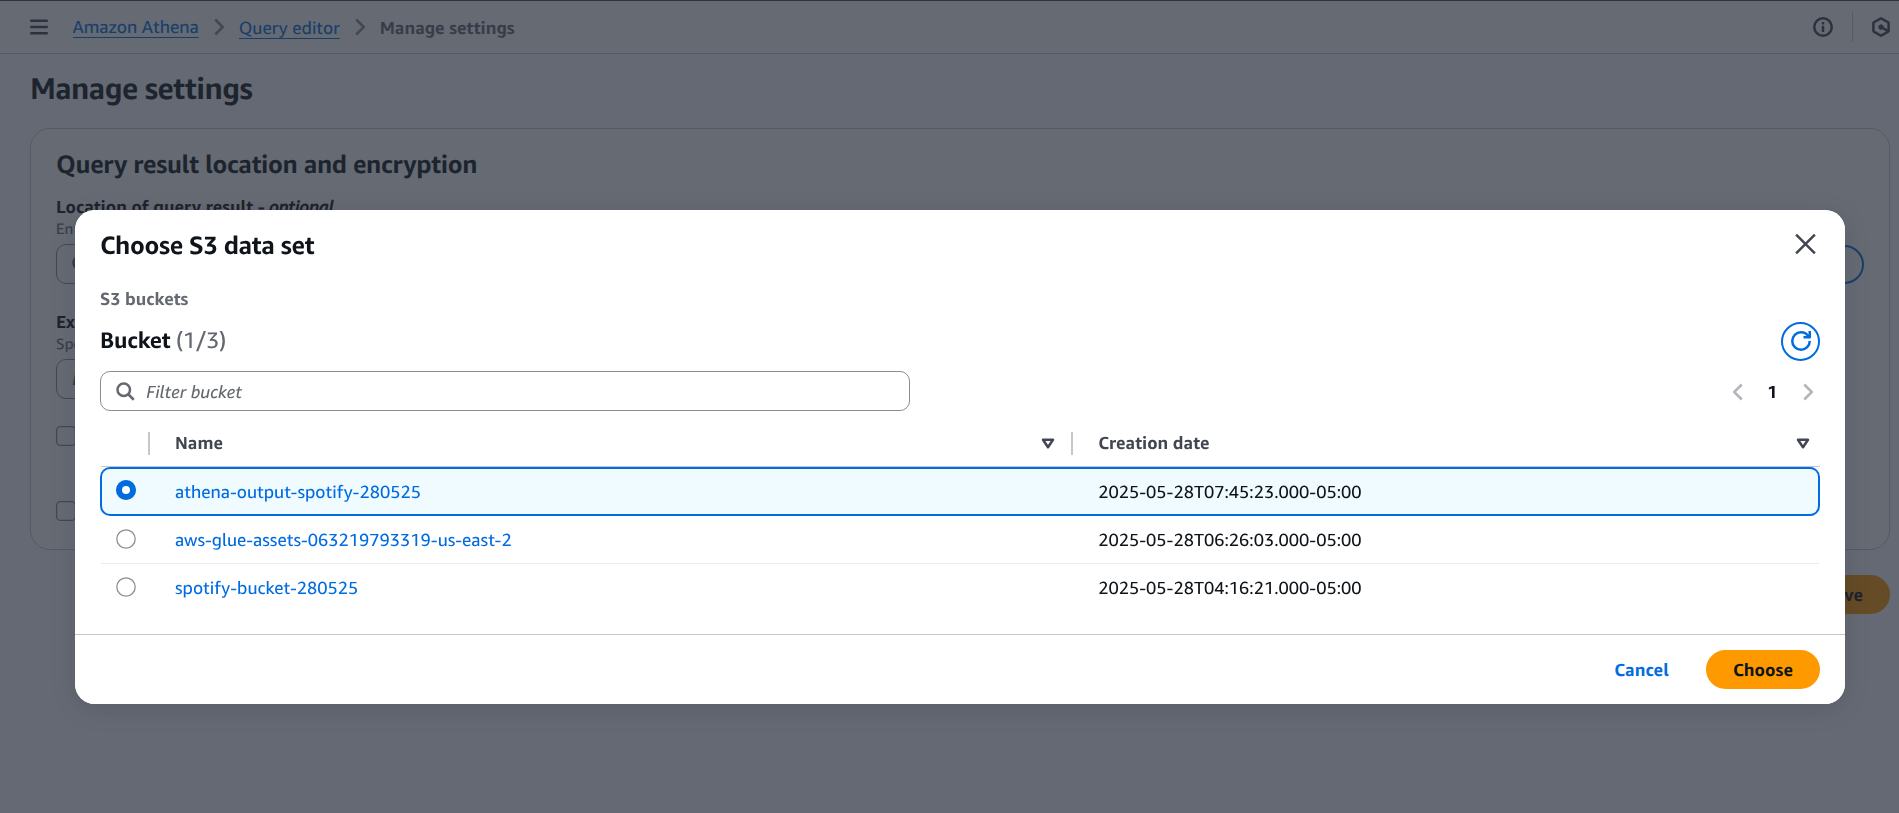 Amazon Athena > Query editor > Manage settings
Manage settings
Query result location and encryption
Location of query result - optional
En
Choose S3 data set
S3 buckets
Ex
Bucket (1/3)
Sp
Filter bucket
1
Name Creation date
athena-output-spotify-280525 2025-05-28T07:45:23.000-05:00
aws-glue-assets-063219793319-us-east-2 2025-05-28T06:26:03.000-05:00
spotify-bucket-280525 2025-05-28T04:16:21.000-05:00
ve
Cancel Choose